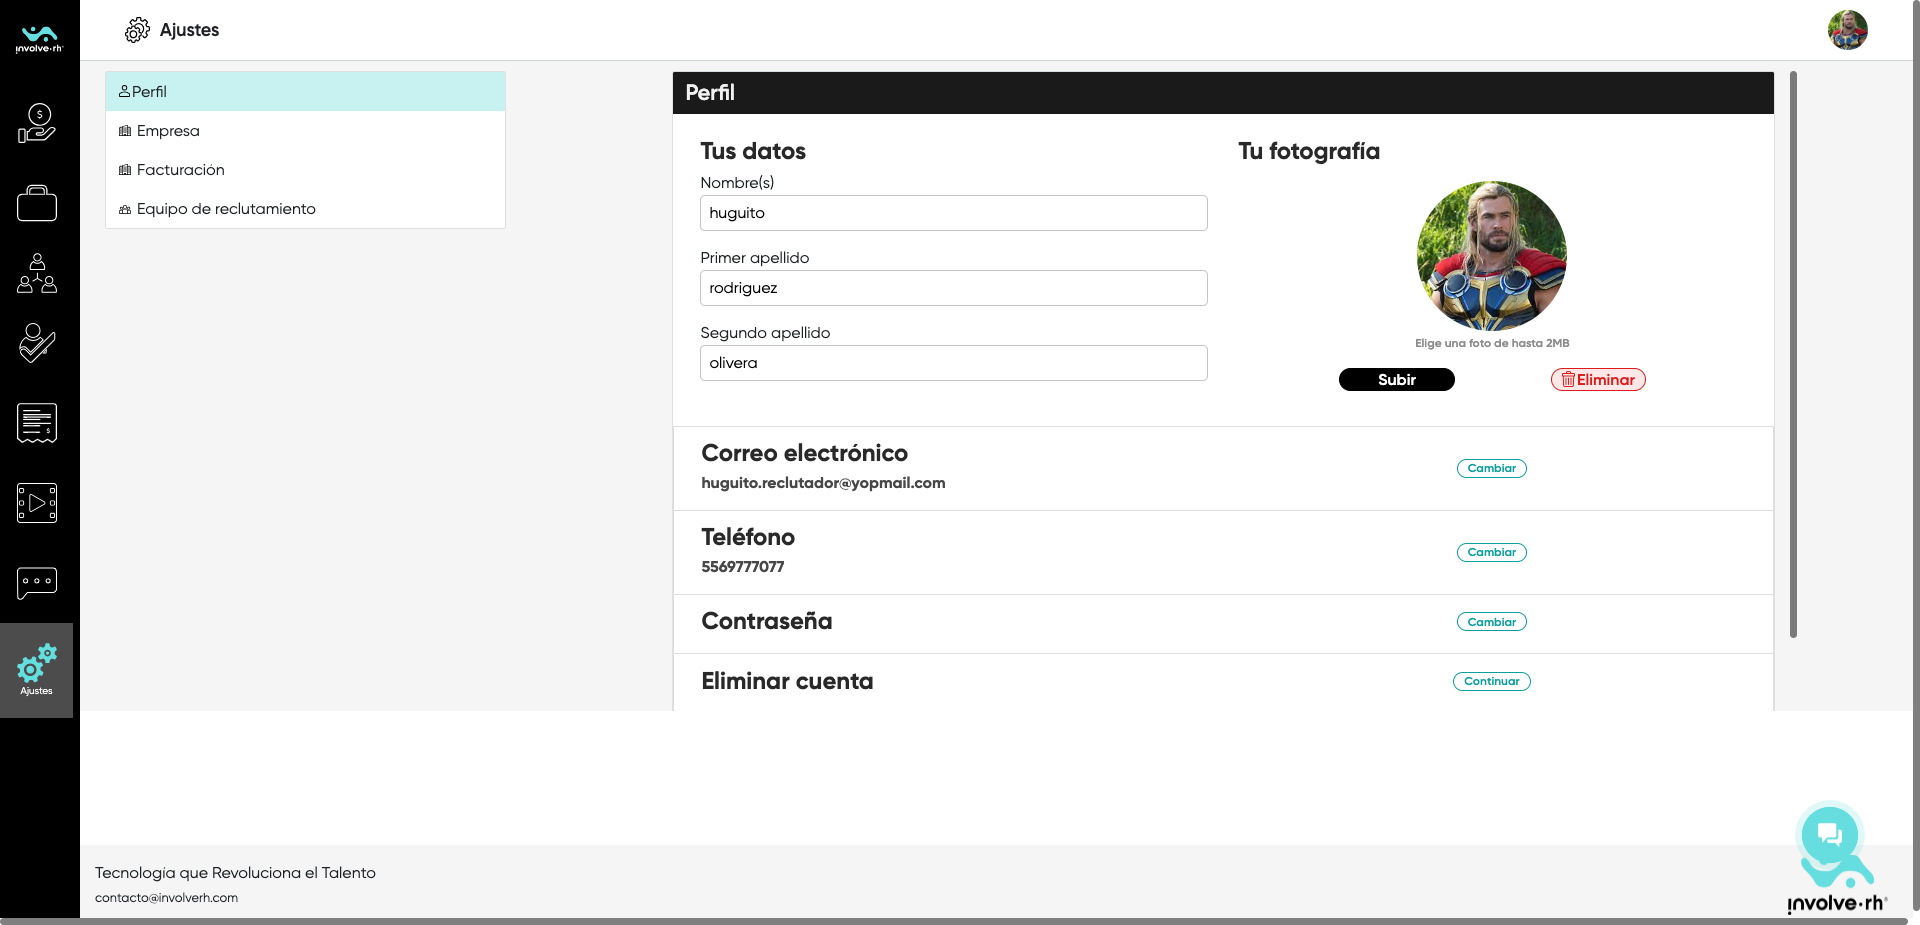 involve·rh
Ajustes
Perfil
Empresa
Facturación
Equipo de reclutamiento
Perfil
Tus datos
Nombre(s)
huguito
Primer apellido
rodriguez
Segundo apellido
olivera
Tu fotografía
Elige una foto de hasta 2MB
Subir
Eliminar
Correo electrónico
huguito.reclutador@yopmail.com
Cambiar
Teléfono
5569777077
Cambiar
Contraseña
Cambiar
Eliminar cuenta
Continuar
Ajustes
Tecnología que Revoluciona el Talento
contacto@involverh.com
involve·rh